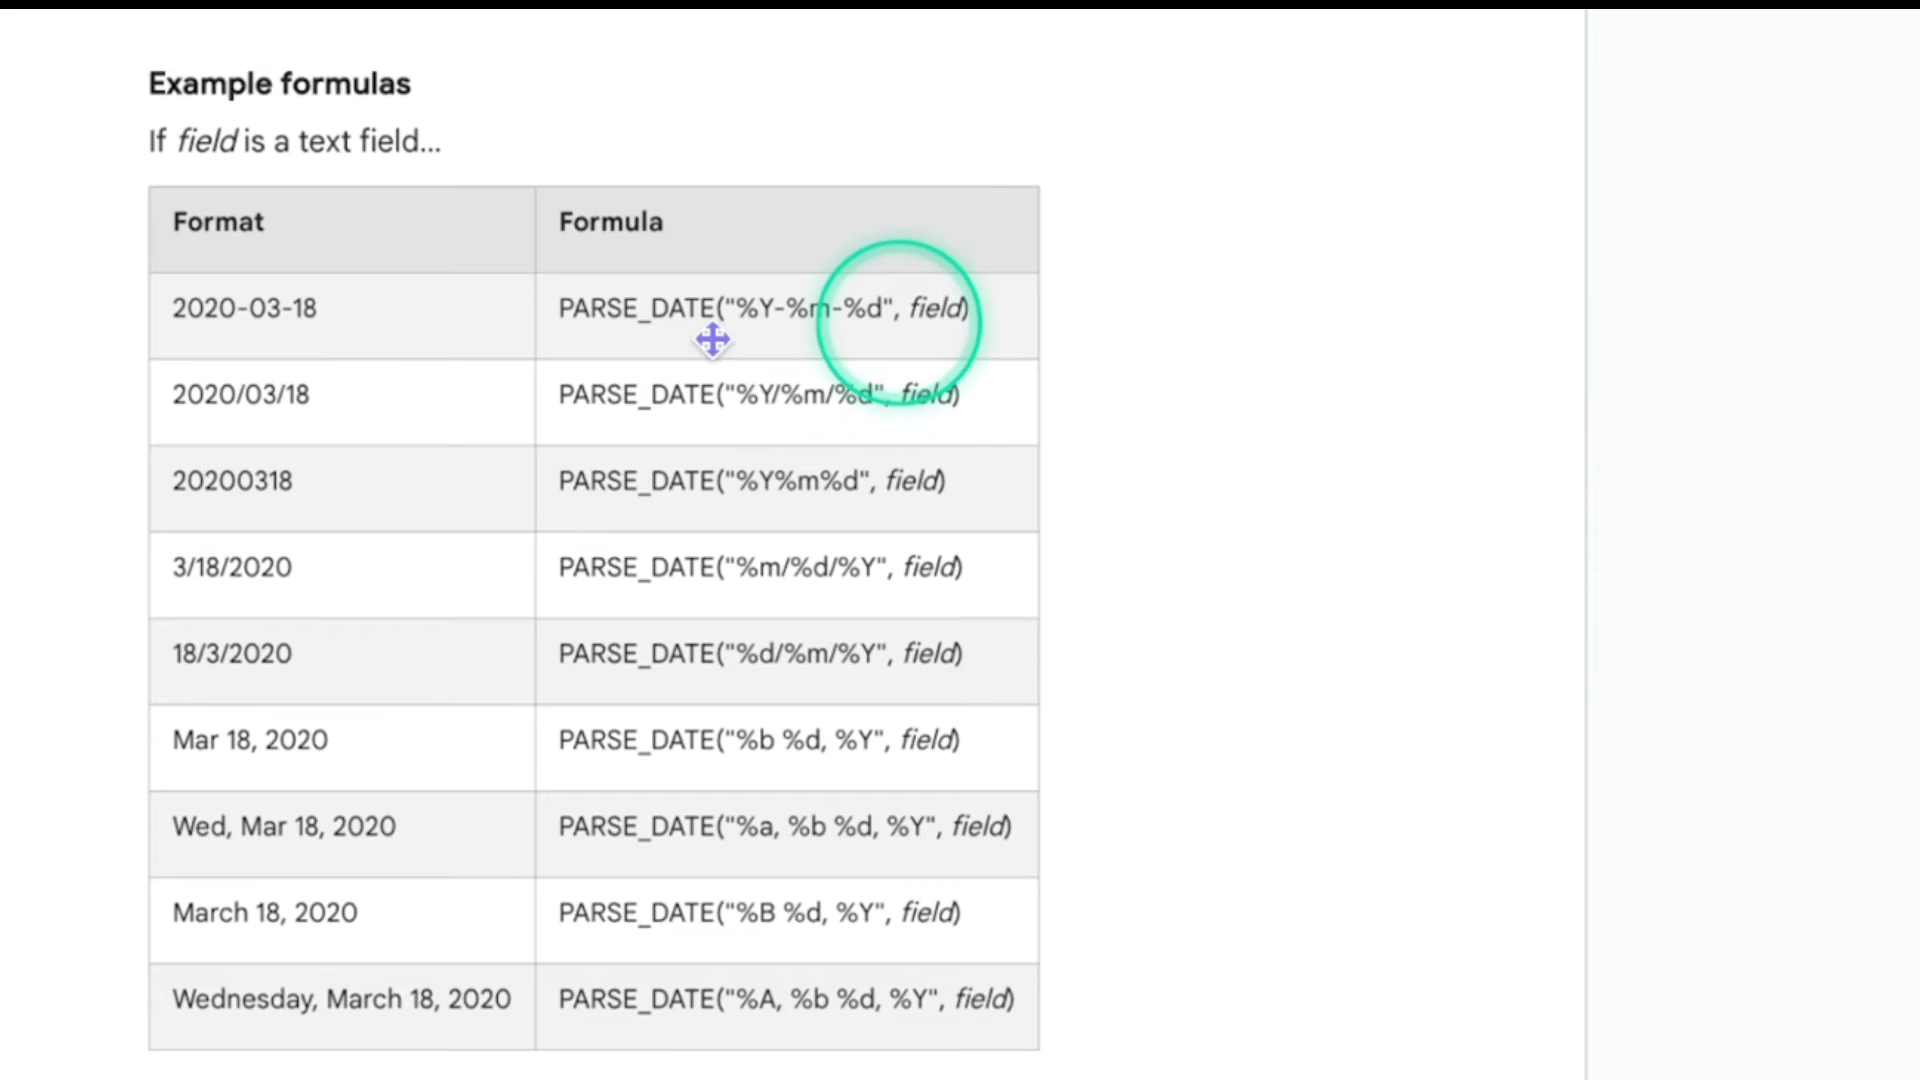 Example formulas
If field is a text field...
Format Formula
2020-03-18 PARSE_DATE("%Y-%m-%d", field)
2020/03/18 PARSE_DATE("%Y/%m/%d", field)
20200318 PARSE_DATE("%Y%m%d", field)
3/18/2020 PARSE_DATE("%m/%d/%Y", field)
18/3/2020 PARSE_DATE("%d/%m/%Y", field)
Mar 18, 2020 PARSE_DATE("%b %d, %Y", field)
Wed, Mar 18, 2020 PARSE_DATE("%a, %b %d, %Y", field)
March 18, 2020 PARSE_DATE("%B %d, %Y", field)
Wednesday, March 18, 2020 PARSE_DATE("%A, %b %d, %Y", field)